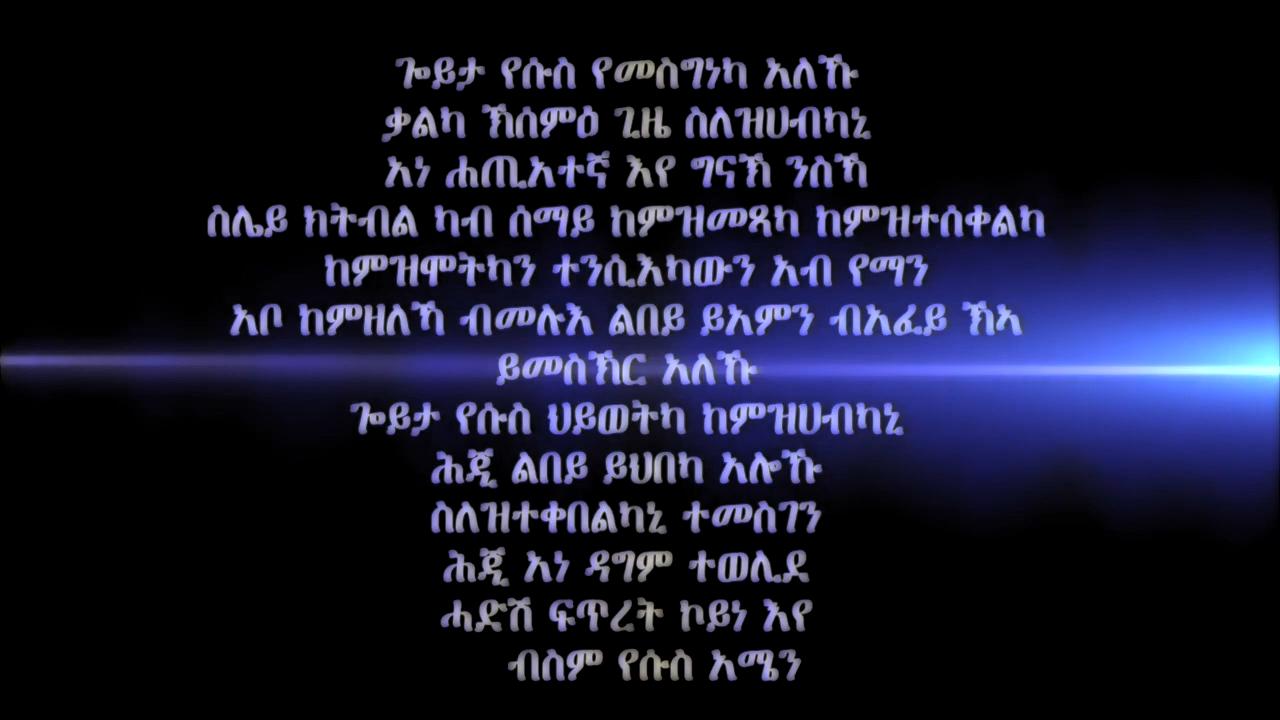 ጐይታ የሱስ የመስግነካ አለኹ
ቃልካ ኽሰምዕ ጊዜ ስለዝሀብካኒ
አነ ሐጢአተኛ እየ ግናኽ ንስኻ
ስሌይ ክትብል ካብ ሰማይ ከምዝመጻካ ከምዝተሰቀልካ
ከምዝሞትካን ተንሲእካውን አብ የማን
አቦ ከምዘለኻ ብመሉእ ልበይ ይአምን ብአፈይ ኽኣ
ይመስኽር አለኹ
ጐይታ የሱስ ህይወትካ ከምዝሀብካኒ
ሕጂ ልበይ ይህበካ አሎኹ
ስለዝተቀበልካኒ ተመስገን
ሕጂ አነ ዳግም ተወሊደ
ሓድሽ ፍጥረት ኮይነ እየ
ብስም የሱስ አሜን